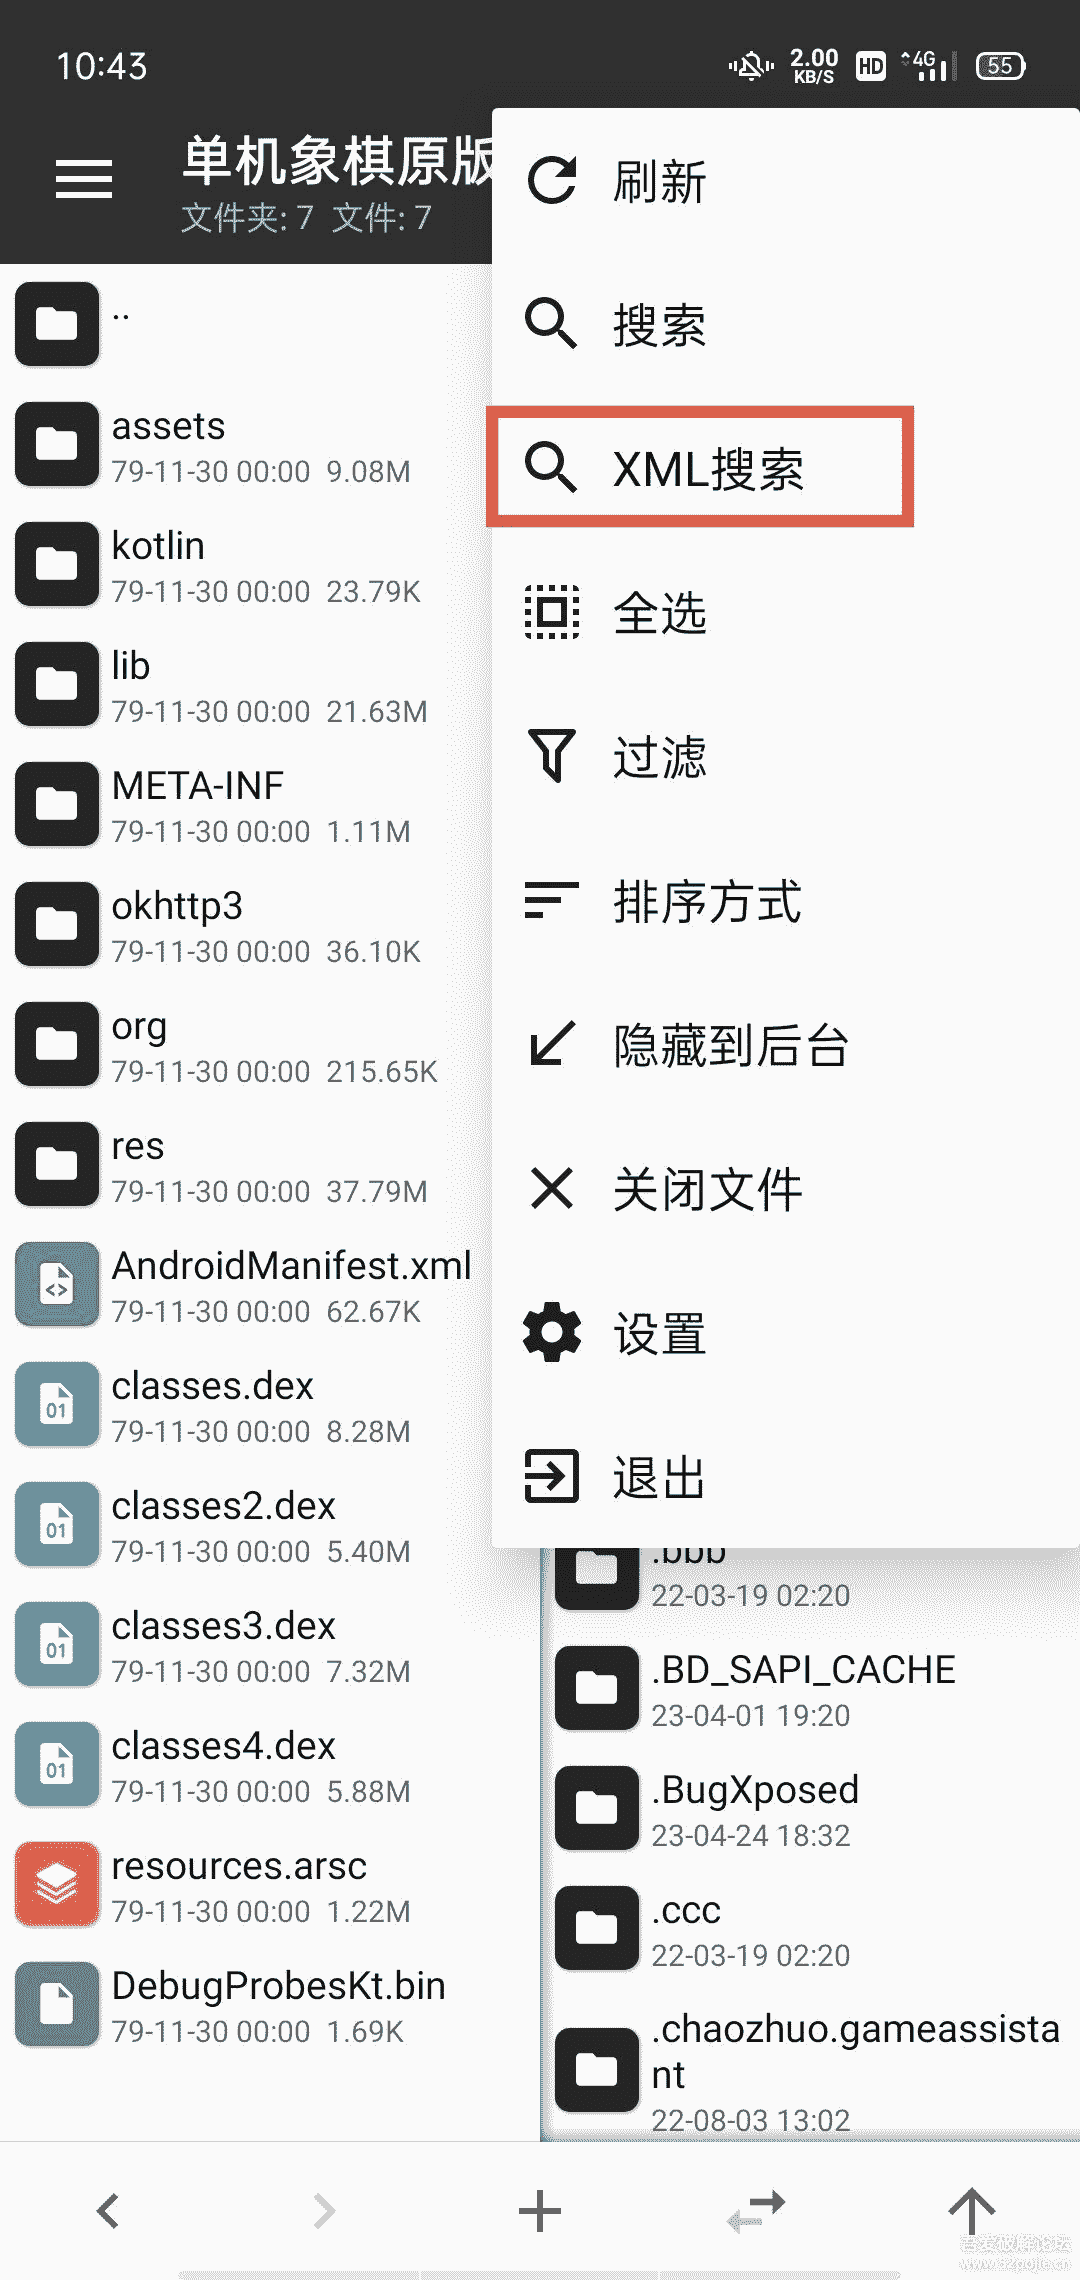 10:43
2.00
KB/S
HD
4G
55
单机象棋原版
文件夹: 7 文件: 7
..
assets
79-11-30 00:00 9.08M
kotlin
79-11-30 00:00 23.79K
lib
79-11-30 00:00 21.63M
META-INF
79-11-30 00:00 1.11M
okhttp3
79-11-30 00:00 36.10K
org
79-11-30 00:00 215.65K
res
79-11-30 00:00 37.79M
AndroidManifest.xml
79-11-30 00:00 62.67K
classes.dex
79-11-30 00:00 8.28M
classes2.dex
79-11-30 00:00 5.40M
classes3.dex
79-11-30 00:00 7.32M
classes4.dex
79-11-30 00:00 5.88M
resources.arsc
79-11-30 00:00 1.22M
DebugProbesKt.bin
79-11-30 00:00 1.69K
刷新
搜索
XML搜索
全选
过滤
排序方式
隐藏到后台
关闭文件
设置
退出
.bbb
22-03-19 02:20
.BD_SAPI_CACHE
23-04-01 19:20
.BugXposed
23-04-24 18:32
.ccc
22-03-19 02:20
.chaozhuo.gameassista
nt
22-08-03 13:02
吾爱破解论坛
www.52pojie.cn